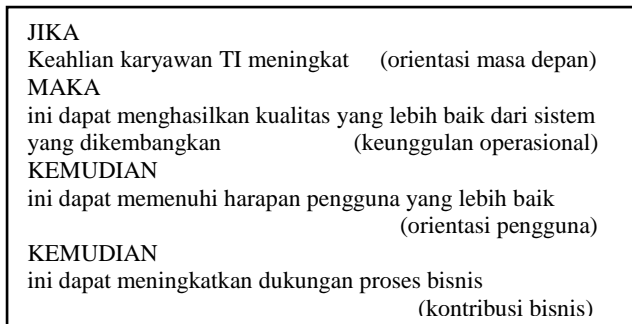 JIKA
Keahlian karyawan TI meningkat (orientasi masa depan)
MAKA
ini dapat menghasilkan kualitas yang lebih baik dari sistem
yang dikembangkan (keunggulan operasional)
KEMUDIAN
ini dapat memenuhi harapan pengguna yang lebih baik
(orientasi pengguna)
KEMUDIAN
ini dapat meningkatkan dukungan proses bisnis
(kontribusi bisnis)